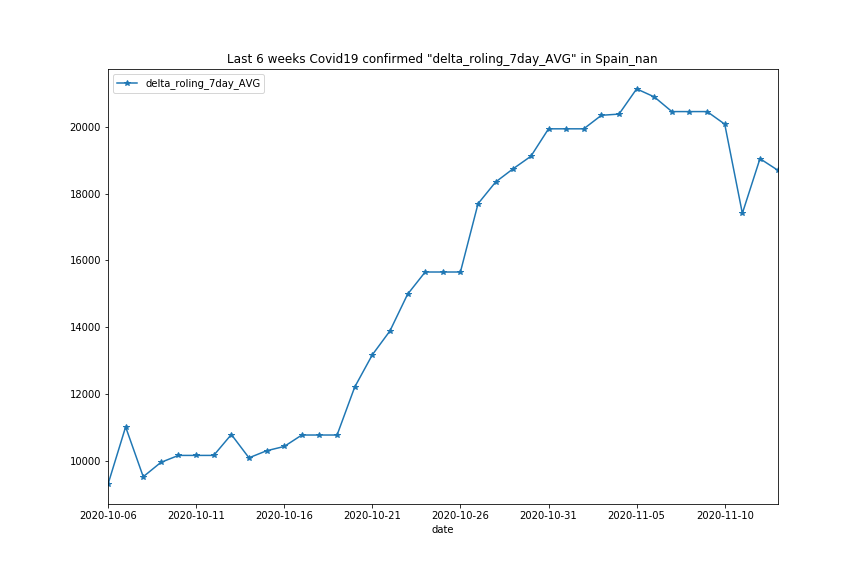 Last 6 weeks Covid19 confirmed "delta_roling_7day_AVG" in Spain_nan
delta_roling_7day_AVG
20000
18000
16000
14000
12000
10000
2020-10-06 2020-10-11 2020-10-16 2020-10-21 2020-10-26 2020-10-31 2020-11-05 2020-11-10
date